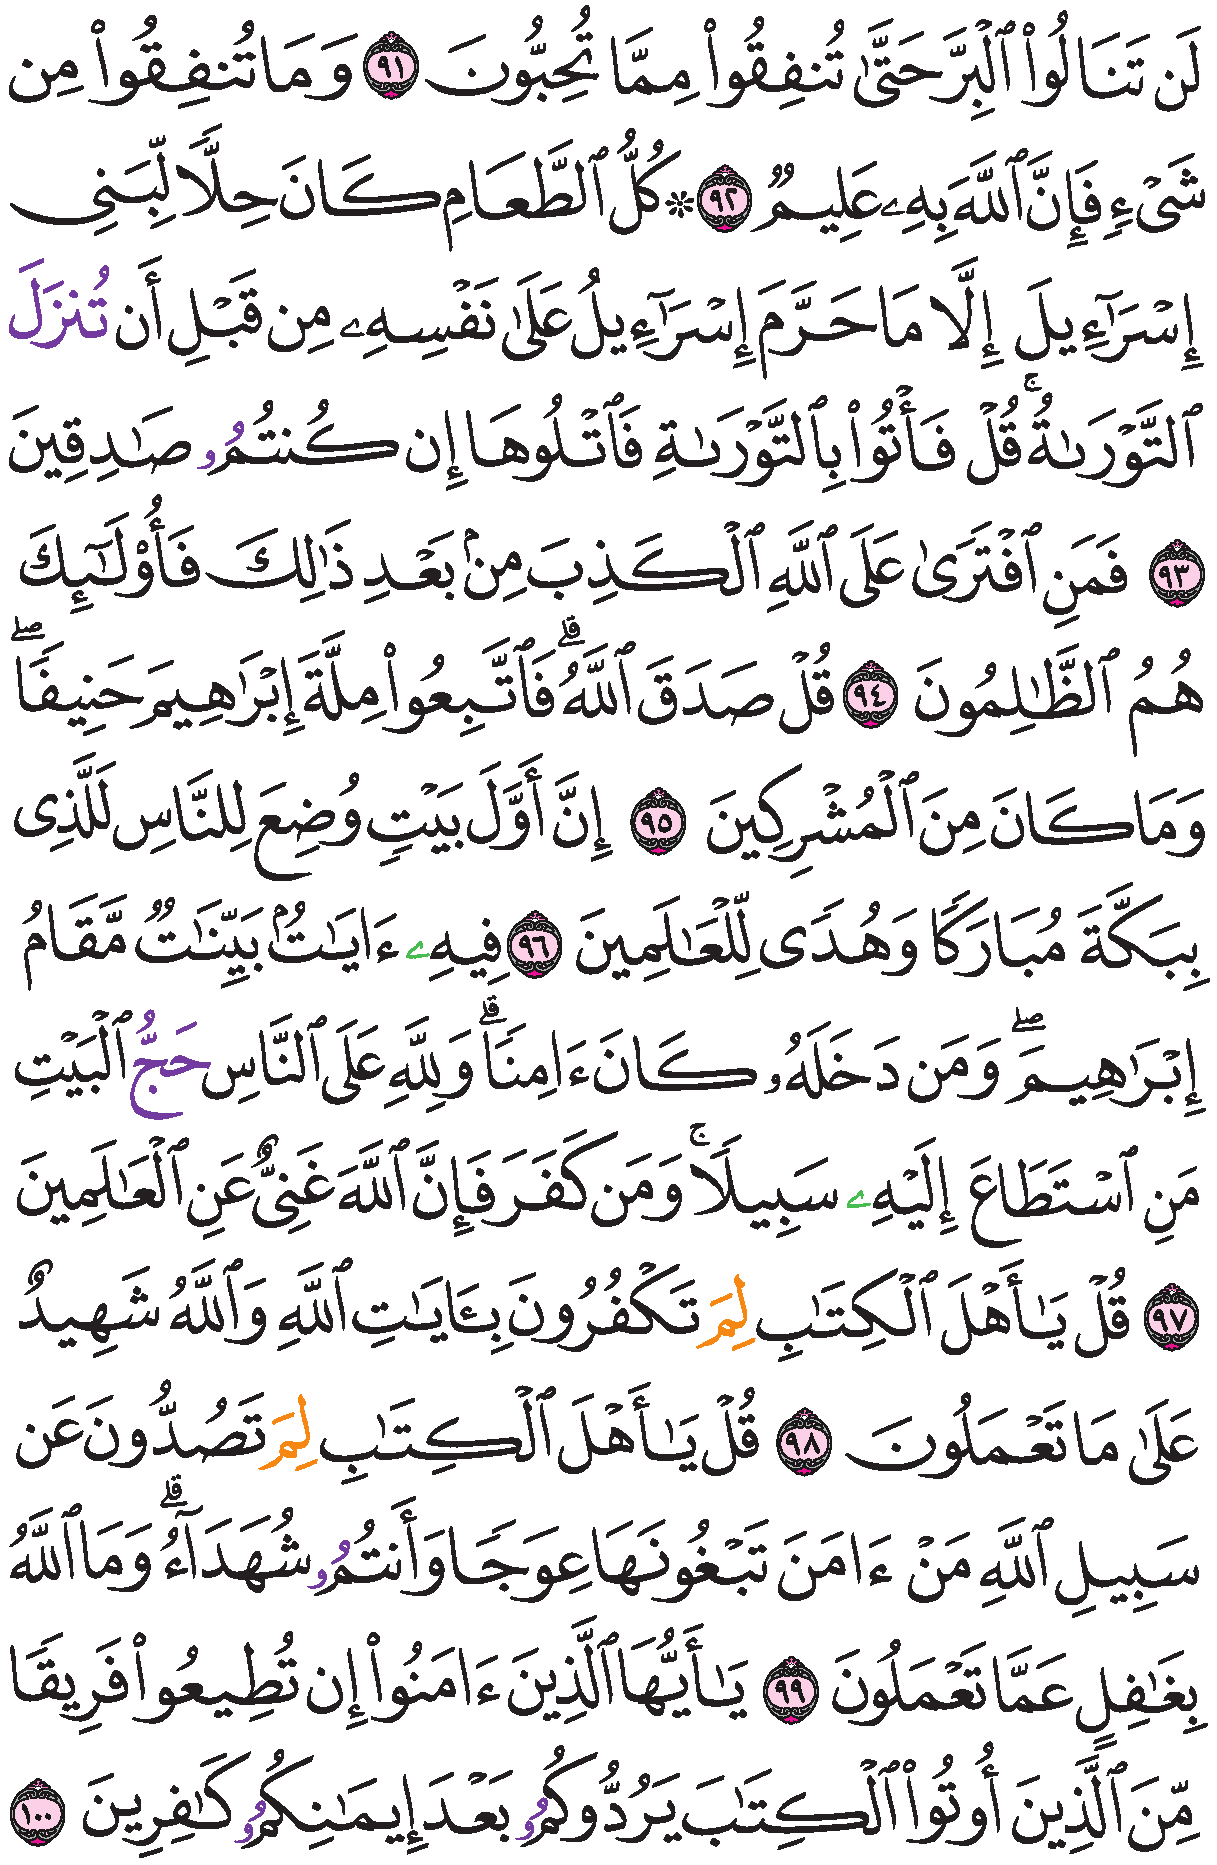 لَن تَنَالُوا۟ ٱلْبِرَّ حَتَّىٰ تُنفِقُوا۟ مِمَّا تُحِبُّونَ ٩١ وَمَا تُنفِقُوا۟ مِن
شَىْءٍ فَإِنَّ ٱللَّهَ بِهِۦ عَلِيمٌ ٩٢ ۞ كُلُّ ٱلطَّعَامِ كَانَ حِلًّا لِّبَنِى
إِسْرَٰٓءِيلَ إِلَّا مَا حَرَّمَ إِسْرَٰٓءِيلُ عَلَىٰ نَفْسِهِۦ مِن قَبْلِ أَن تُنزَلَ
ٱلتَّوْرَىٰةُ ۚ قُلْ فَأْتُوا۟ بِٱلتَّوْرَىٰةِ فَٱتْلُوهَا إِن كُنتُمُۥ صَٰدِقِينَ
٩٣ فَمَنِ ٱفْتَرَىٰ عَلَى ٱللَّهِ ٱلْكَذِبَ مِنۢ بَعْدِ ذَٰلِكَ فَأُو۟لَٰٓئِكَ
هُمُ ٱلظَّٰلِمُونَ ٩٤ قُلْ صَدَقَ ٱللَّهُ ۗ فَٱتَّبِعُوا۟ مِلَّةَ إِبْرَٰهِيمَ حَنِيفًا ۖ
وَمَا كَانَ مِنَ ٱلْمُشْرِكِينَ ٩٥ إِنَّ أَوَّلَ بَيْتٍ وُضِعَ لِلنَّاسِ لَلَّذِى
بِبَكَّةَ مُبَارَكًا وَهُدًى لِّلْعَٰلَمِينَ ٩٦ فِيهِۦ ءَايَٰتٌۢ بَيِّنَٰتٌ مَّقَامُ
إِبْرَٰهِيمَ ۖ وَمَن دَخَلَهُۥ كَانَ ءَامِنًا ۗ وَلِلَّهِ عَلَى ٱلنَّاسِ حَجُّ ٱلْبَيْتِ
مَنِ ٱسْتَطَاعَ إِلَيْهِۦ سَبِيلًا ۚ وَمَن كَفَرَ فَإِنَّ ٱللَّهَ غَنِىٌّ عَنِ ٱلْعَٰلَمِينَ
٩٧ قُلْ يَٰأَهْلَ ٱلْكِتَٰبِ لِمَ تَكْفُرُونَ بِـَٔايَٰتِ ٱللَّهِ وَٱللَّهُ شَهِيدٌ
عَلَىٰ مَا تَعْمَلُونَ ٩٨ قُلْ يَٰأَهْلَ ٱلْكِتَٰبِ لِمَ تَصُدُّونَ عَن
سَبِيلِ ٱللَّهِ مَنْ ءَامَنَ تَبْغُونَهَا عِوَجًا وَأَنتُمُۥ شُهَدَآءُ ۗ وَمَا ٱللَّهُ
بِغَٰفِلٍ عَمَّا تَعْمَلُونَ ٩٩ يَٰأَيُّهَا ٱلَّذِينَ ءَامَنُوا۟ إِن تُطِيعُوا۟ فَرِيقًا
مِّنَ ٱلَّذِينَ أُوتُوا۟ ٱلْكِتَٰبَ يَرُدُّوكُمُۥ بَعْدَ إِيمَٰنِكُمُۥ كَٰفِرِينَ ١٠٠